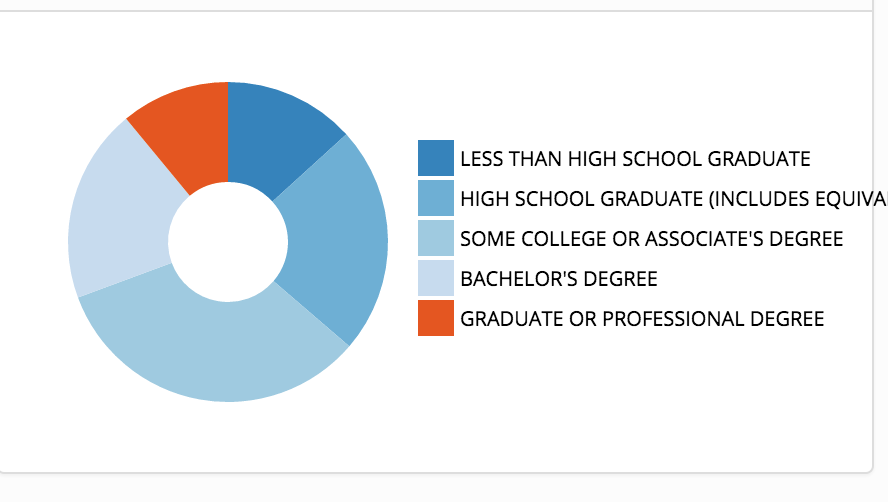 LESS THAN HIGH SCHOOL GRADUATE
HIGH SCHOOL GRADUATE (INCLUDES EQUIVA
SOME COLLEGE OR ASSOCIATE'S DEGREE
BACHELOR'S DEGREE
GRADUATE OR PROFESSIONAL DEGREE